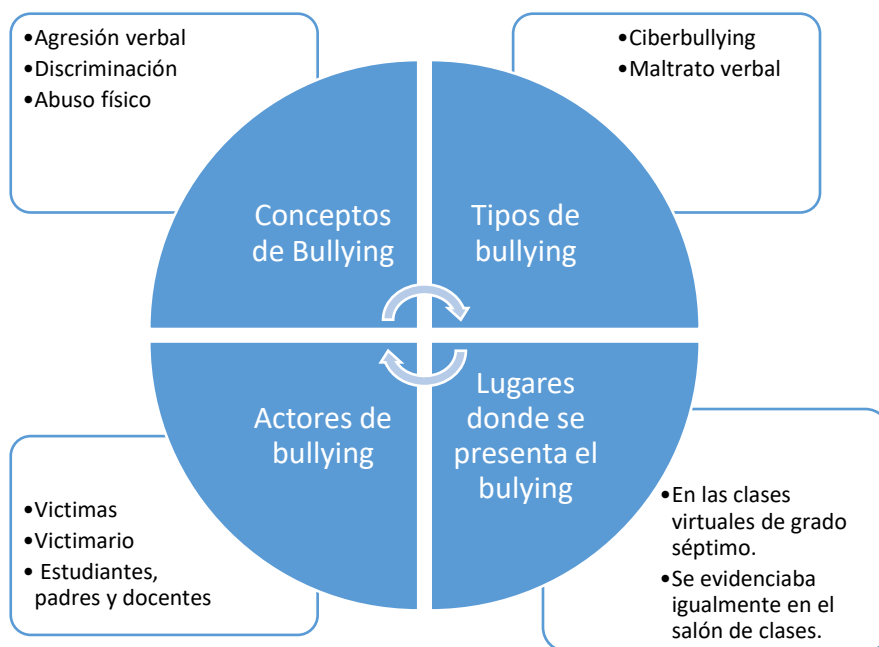 •Agresión verbal
•Discriminación
•Abuso físico
•Ciberbullying
•Maltrato verbal
Conceptos
de Bullying
Tipos de
bullying
Actores de
bullying
Lugares
donde se
presenta el
bulying
•Victimas
•Victimario
• Estudiantes,
padres y docentes
•En las clases
virtuales de grado
séptimo.
•Se evidenciaba
igualmente en el
salón de clases.